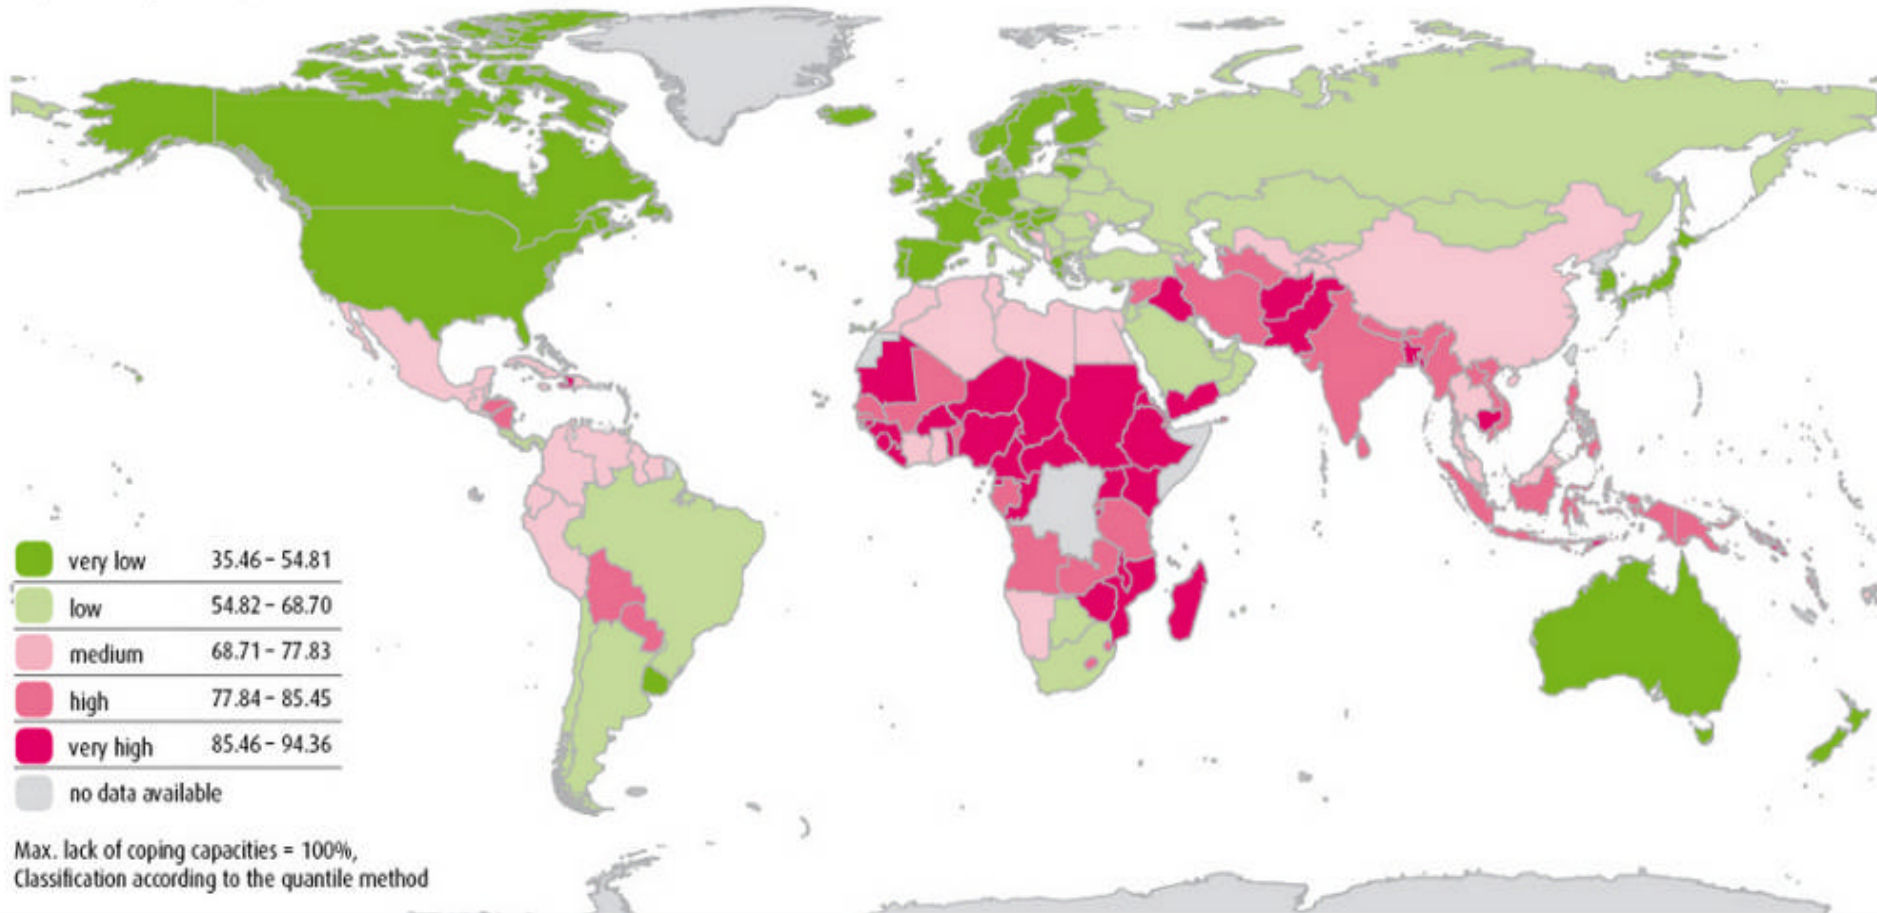 very low 35.46 – 54.81
low 54.82 – 68.70
medium 68.71 – 77.83
high 77.84 – 85.45
very high 85.46 – 94.36
no data available
Max. lack of coping capacities = 100%,
Classification according to the quantile method